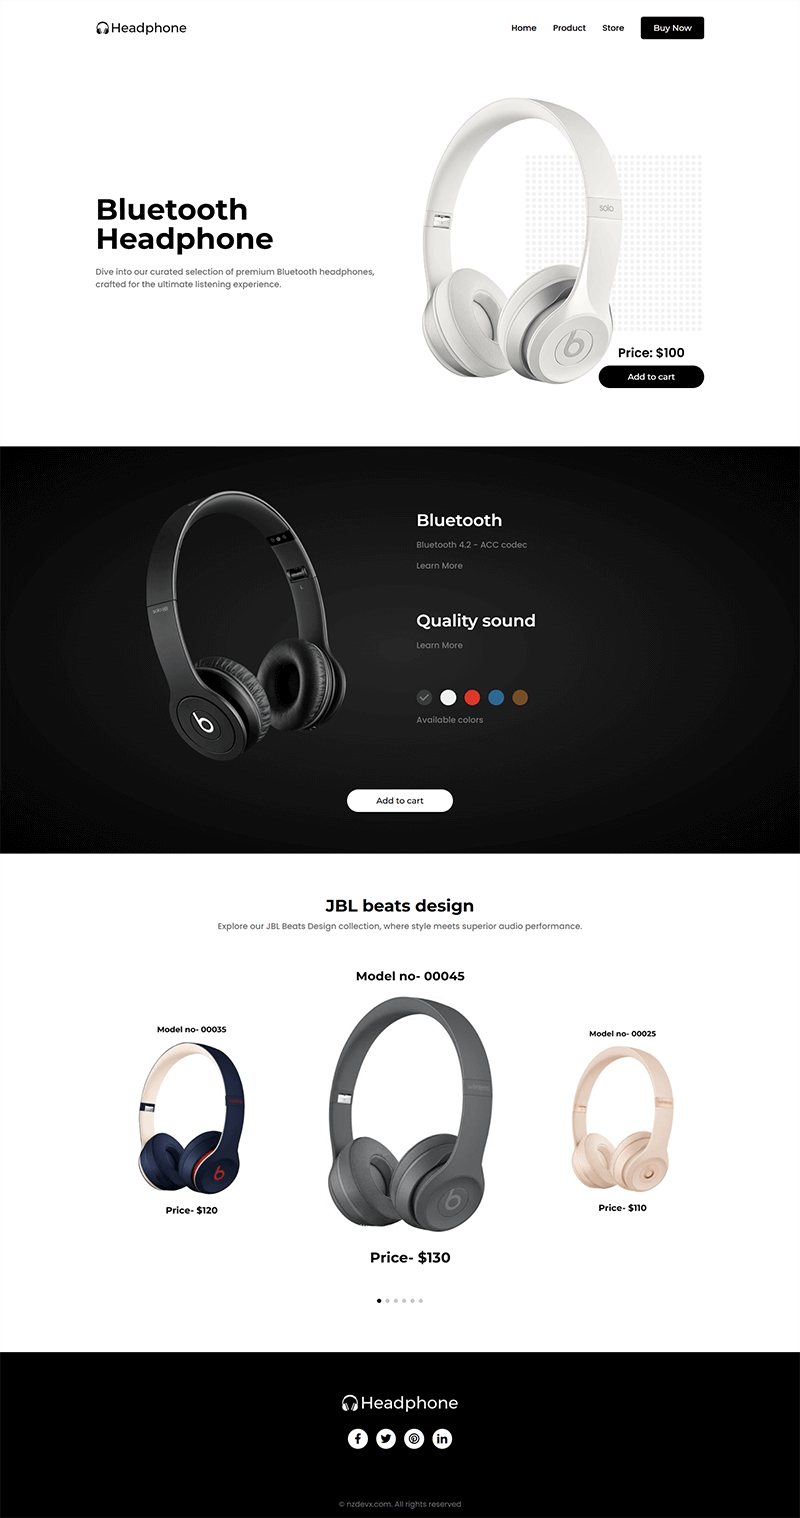 Headphone
Home Product Store Buy Now
Bluetooth
Headphone
Dive into our curated selection of premium Bluetooth headphones,
crafted for the ultimate listening experience.
solo
Price: $100
Add to cart
Bluetooth
Bluetooth 4.2 - ACC codec
Learn More
Quality sound
Learn More
Available colors
Add to cart
JBL beats design
Explore our JBL Beats Design collection, where style meets superior audio performance.
Model no- 00045
Model no- 00035
Model no- 00025
Price- $120
Price- $110
Price- $130
Headphone
© nzdevx.com. All rights reserved